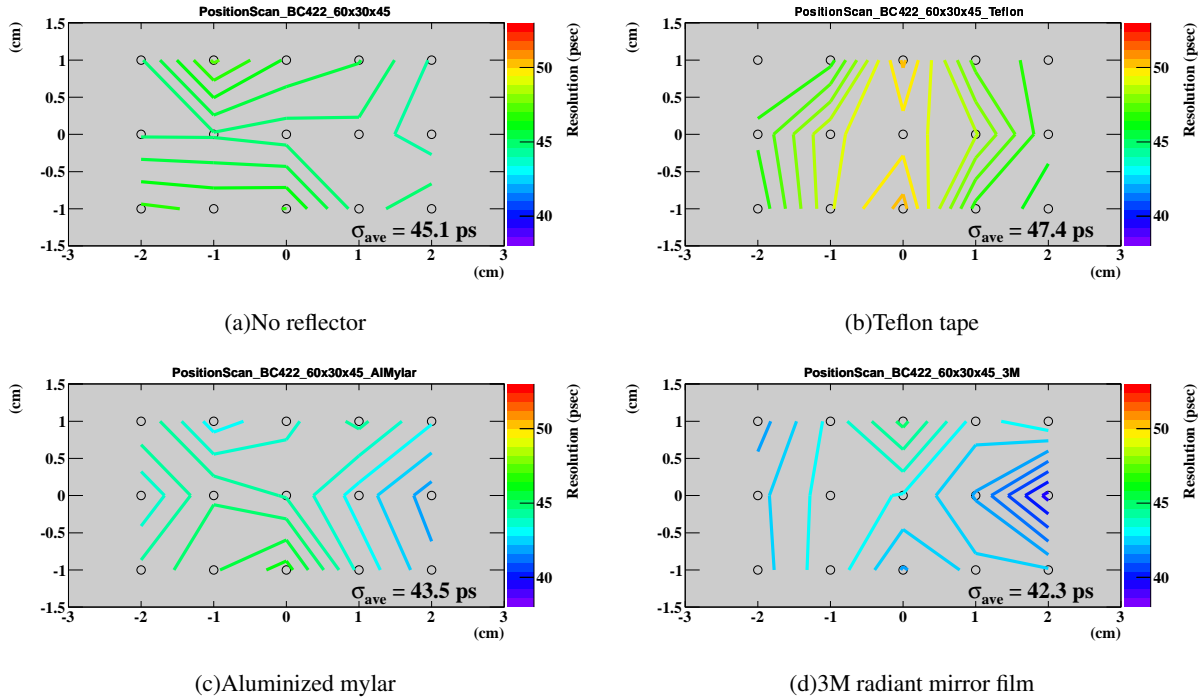 PositionScan_BC422_60x30x45
(cm)
1.5
1
0.5
0
-0.5
-1
-1.5
-3 -2 -1 0 1 2 3
(cm)
σave = 45.1 ps
50
45
40
Resolution (psec)
(a)No reflector
PositionScan_BC422_60x30x45_Teflon
(cm)
1.5
1
0.5
0
-0.5
-1
-1.5
-3 -2 -1 0 1 2 3
(cm)
σave = 47.4 ps
50
45
40
Resolution (psec)
(b)Teflon tape
PositionScan_BC422_60x30x45_AlMylar
(cm)
1.5
1
0.5
0
-0.5
-1
-1.5
-3 -2 -1 0 1 2 3
(cm)
σave = 43.5 ps
50
45
40
Resolution (psec)
(c)Aluminized mylar
PositionScan_BC422_60x30x45_3M
(cm)
1.5
1
0.5
0
-0.5
-1
-1.5
-3 -2 -1 0 1 2 3
(cm)
σave = 42.3 ps
50
45
40
Resolution (psec)
(d)3M radiant mirror film